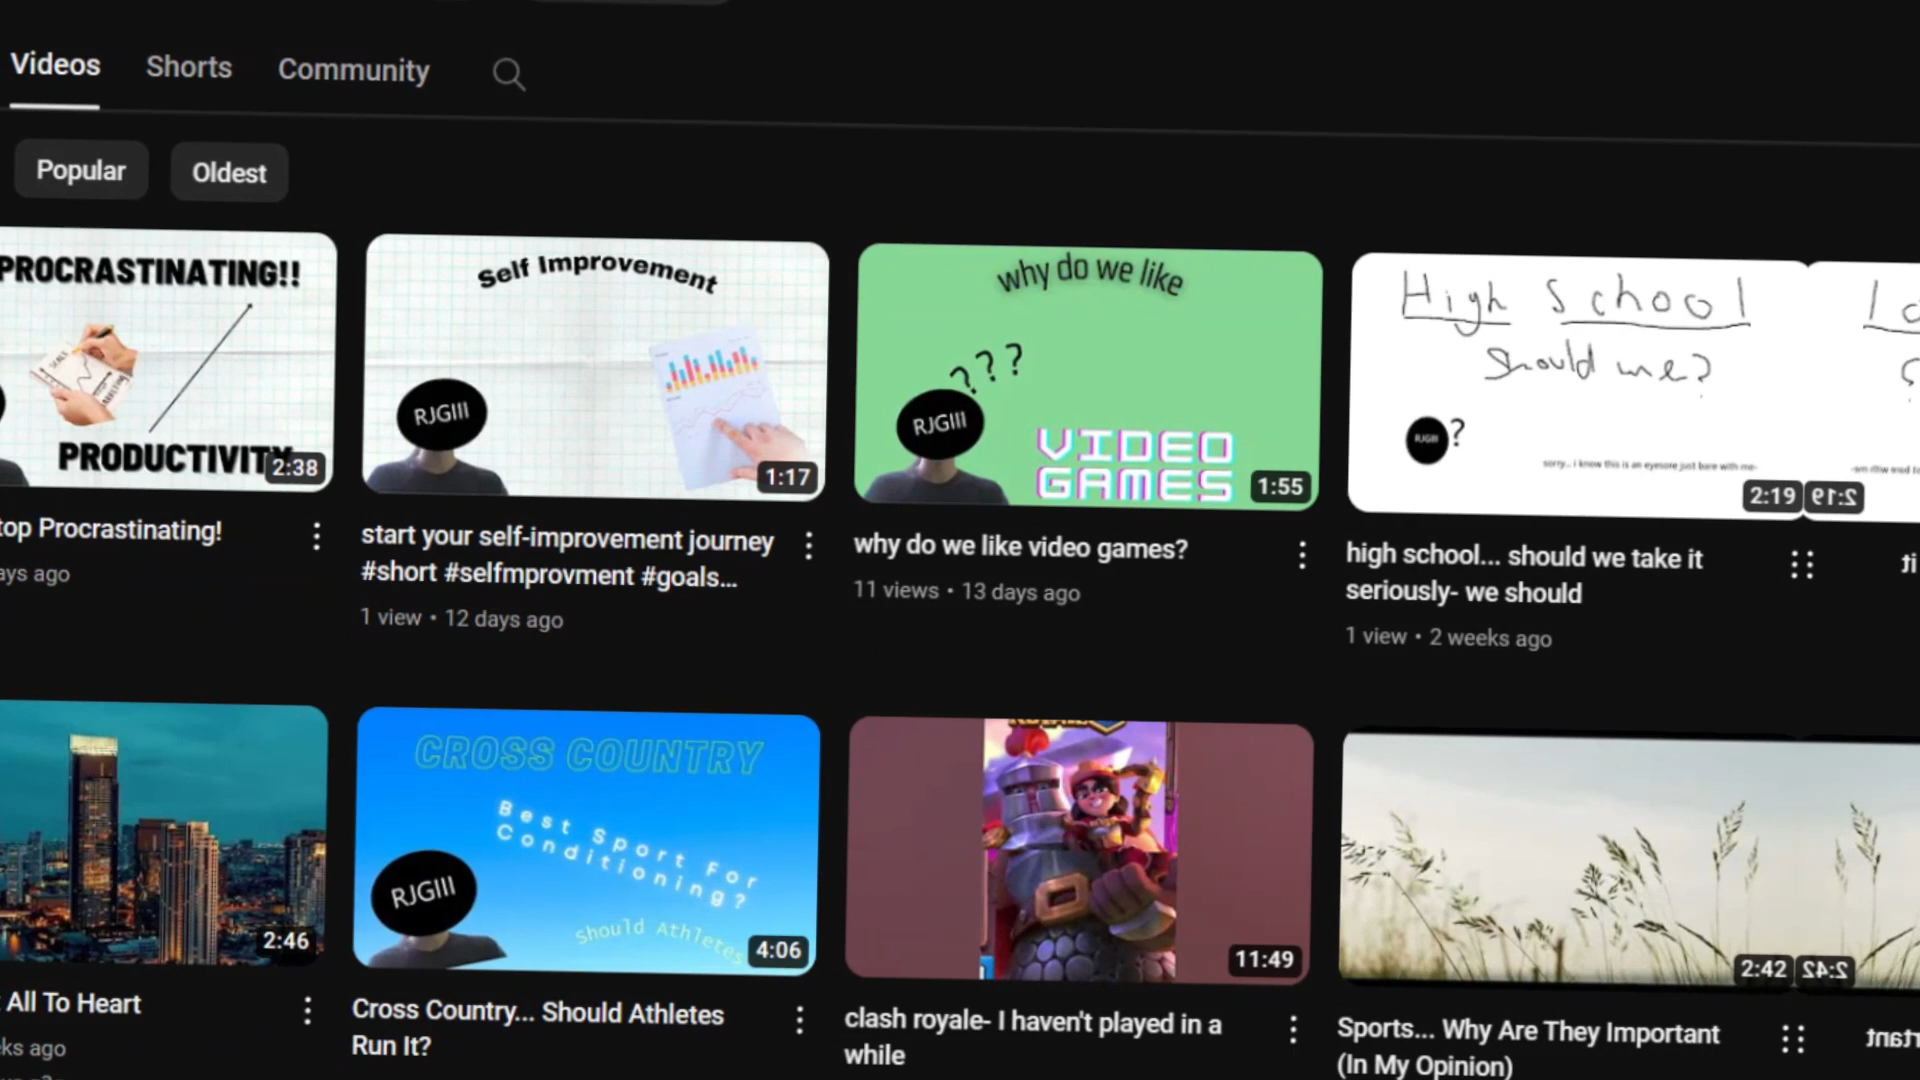 Videos
Shorts
Community
Popular
Oldest
PROCRASTINATING!!
GOALS
PRODUCTIVITY
2:38
Self Improvement
RJGIII
1:17
why do we like
???
RJGIII
VIDEO
GAMES
1:55
High School
Should we?
RJGIII
?
sorry... i know this is an eyesore just bare with me-
2:19
top Procrastinating!
ays ago
start your self-improvement journey
#short #selfmprovment #goals...
1 view • 12 days ago
why do we like video games?
11 views • 13 days ago
high school... should we take it
seriously- we should
1 view • 2 weeks ago
2:46
CROSS COUNTRY
Best Sport For
Conditioning?
Should Athletes
RJGIII
4:06
11:49
2:42
All To Heart
ks ago
Cross Country... Should Athletes
Run It?
clash royale- I haven't played in a
while
Sports... Why Are They Important
(In My Opinion)